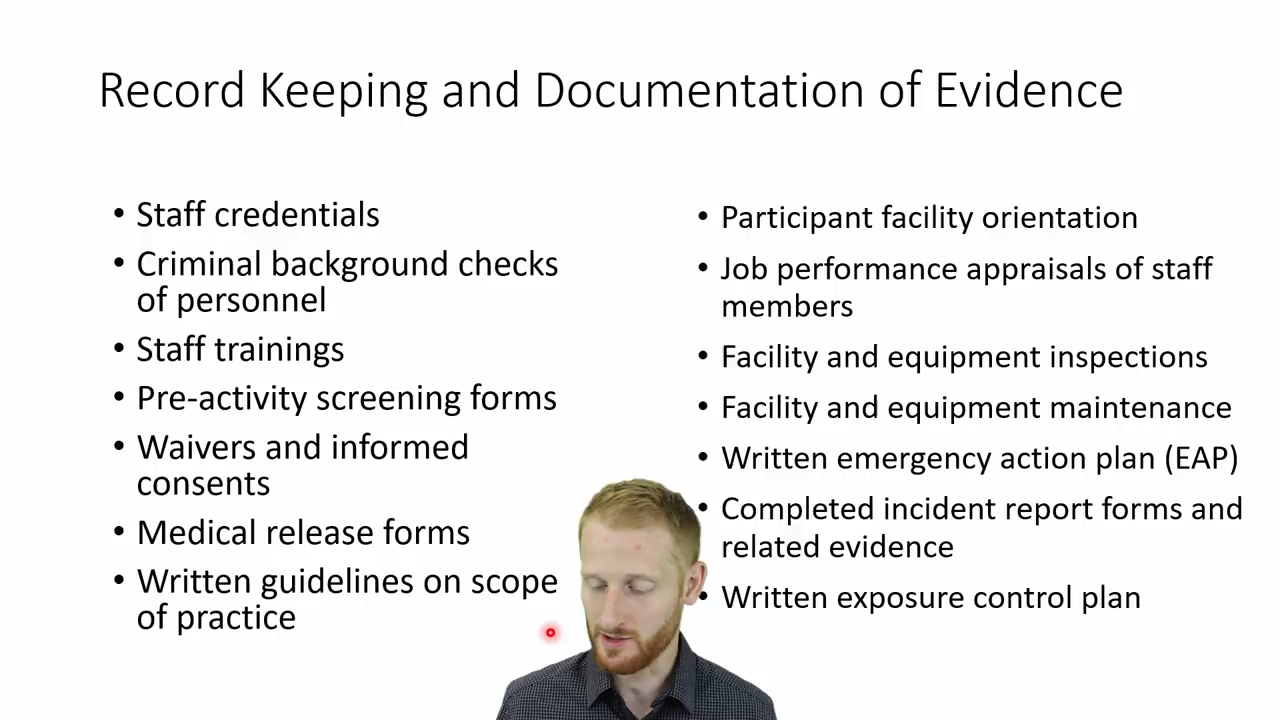 Record Keeping and Documentation of Evidence
• Staff credentials
• Criminal background checks
of personnel
• Staff trainings
• Pre-activity screening forms
• Waivers and informed
consents
• Medical release forms
• Written guidelines on scope
of practice
• Participant facility orientation
• Job performance appraisals of staff
members
• Facility and equipment inspections
• Facility and equipment maintenance
• Written emergency action plan (EAP)
• Completed incident report forms and
related evidence
• Written exposure control plan